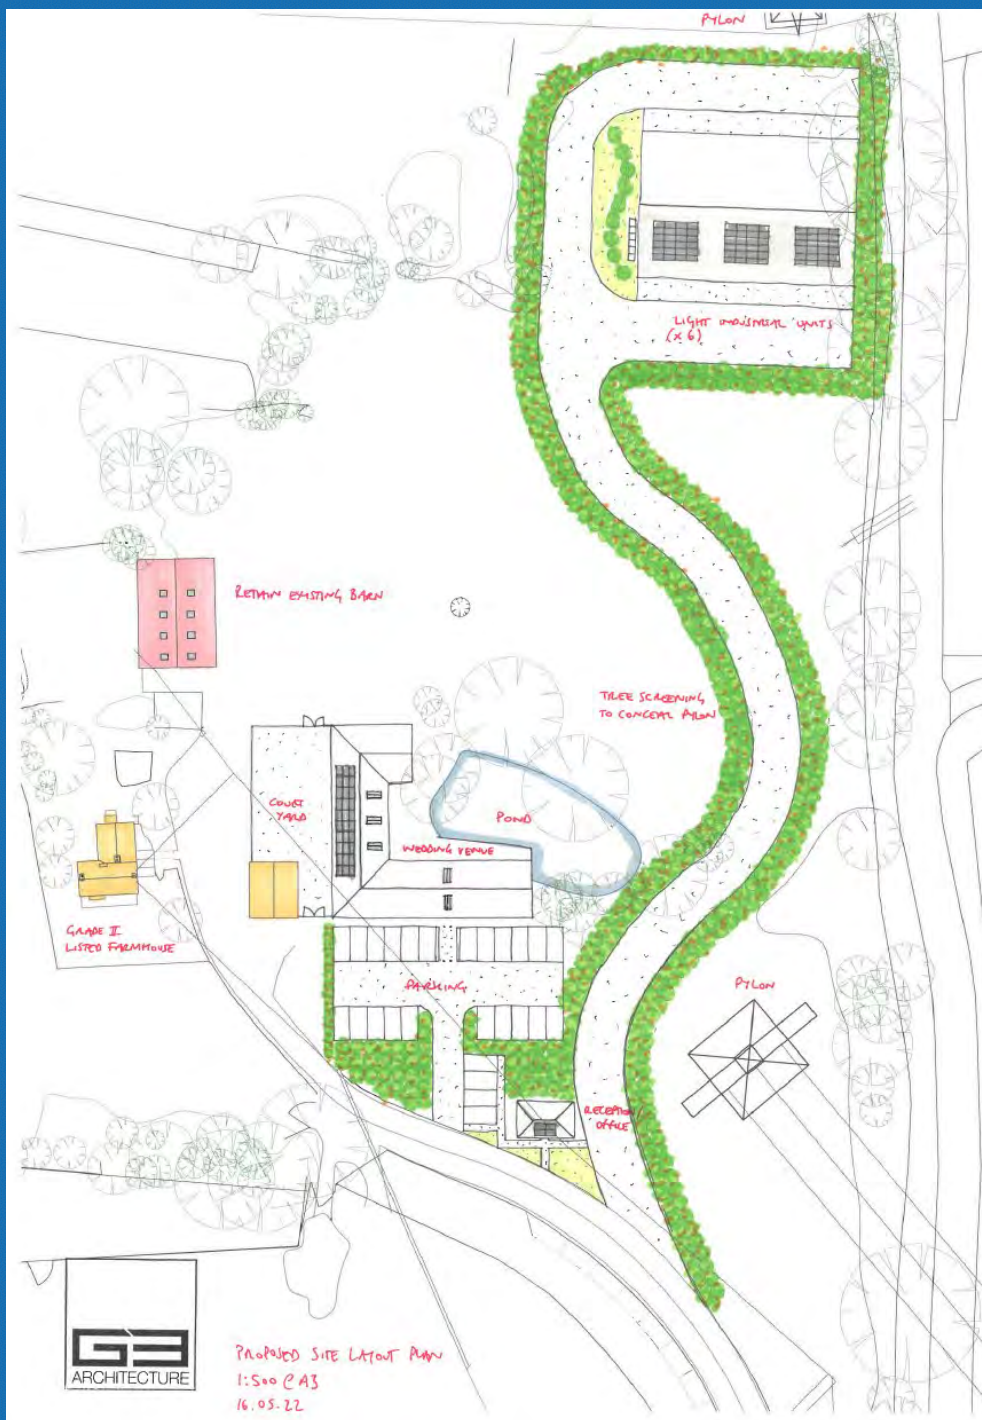 PYLON
LIGHT INDUSTRIAL UNITS
(x 6)
RETAIN EXISTING BARN
TREE SCREENING
TO CONCEAL PYLON
COURT
YARD
POND
WEDDING VENUE
GRADE II
LISTED FARMHOUSE
PARKING
PYLON
RECEPTION
OFFICE
G3
ARCHITECTURE
PROPOSED SITE LAYOUT PLAN
1:500 @ A3
16.05.22